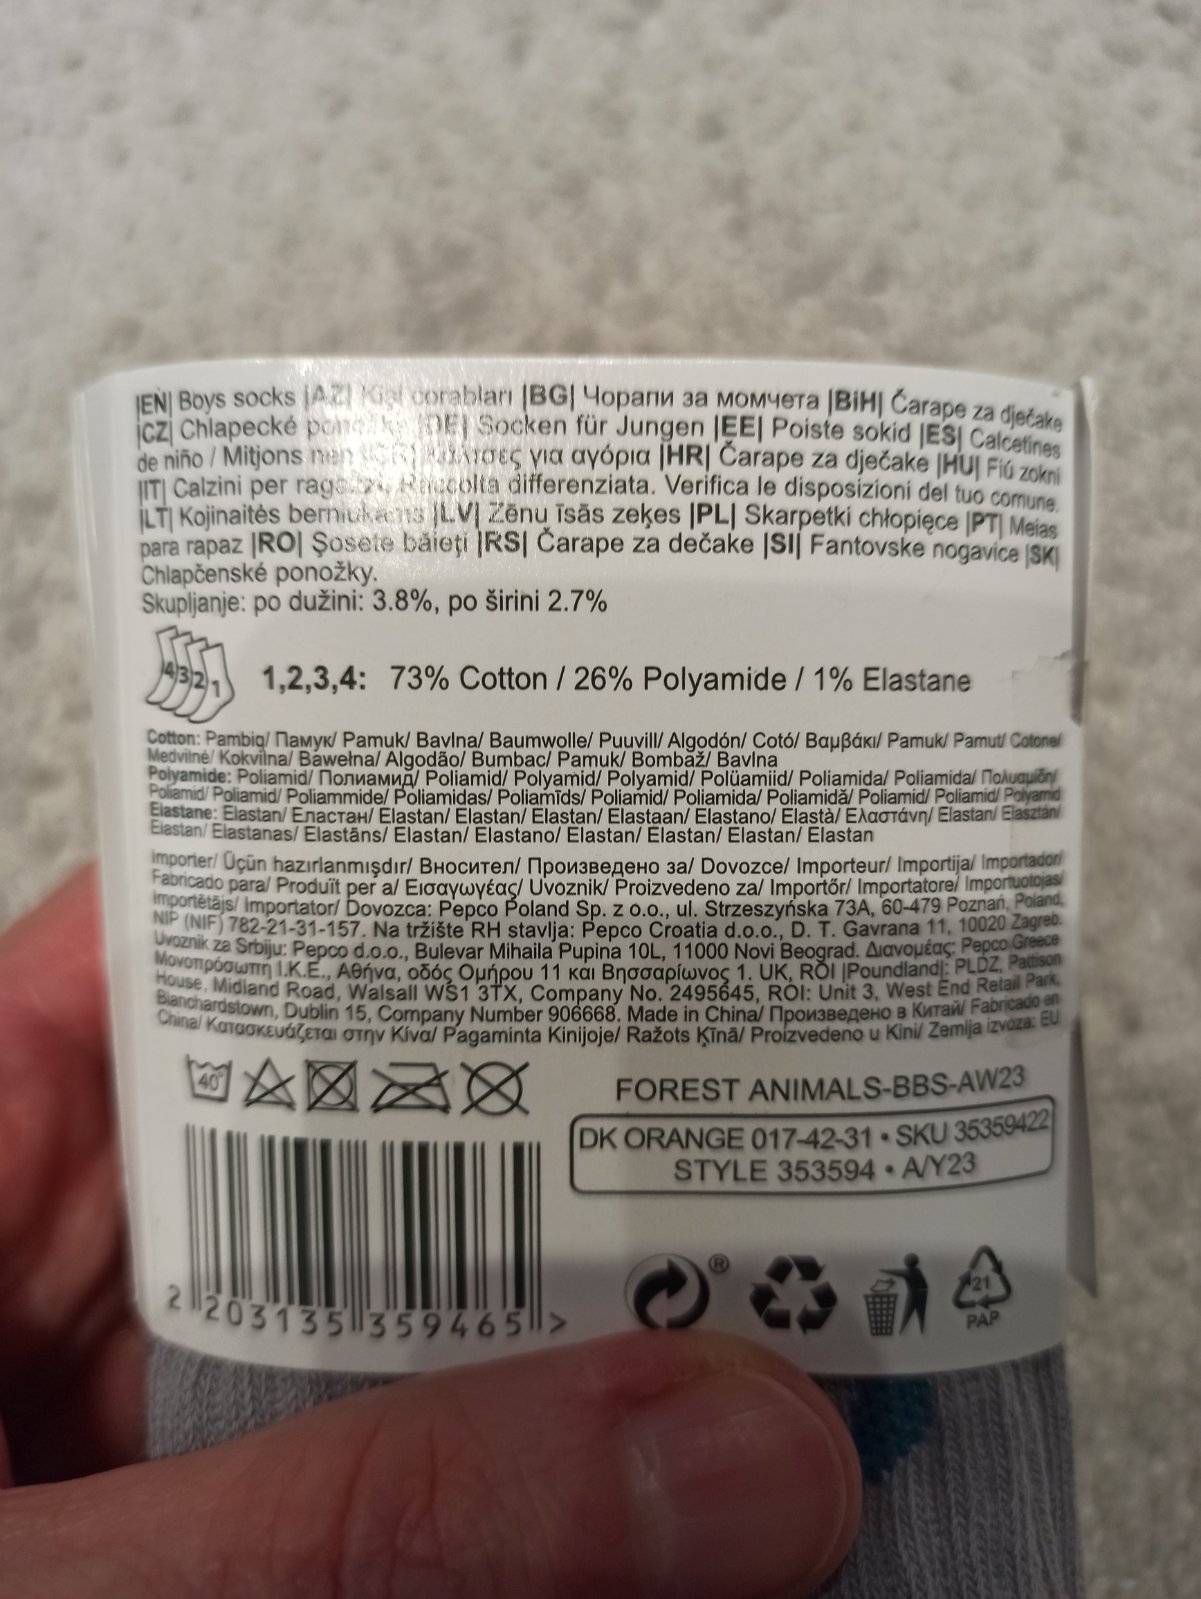 |EN| Boys socks |AZ| corabları |BG| Чорапи за момчета |BiH| Čarape za dječake
|CZ| Chlapecké |DE| Socken für Jungen |EE| Poiste sokid |ES| Calcetines
de niño / Mitjons nen για αγόρια |HR| Čarape za dječake |HU| Fiú zokni
|IT| Calzini per Raccolta differenziata. Verifica le disposizioni del tuo comune.
|LT| Kojinaitės berniukams |LV| Zēnu īsās zeķes |PL| Skarpetki chłopięce |PT| Meias
para rapaz |RO| Şosete băieţi |RS| Čarape za dečake |SI| Fantovske nogavice |SK|
Chlapčenské ponožky.
Skupljanje: po dužini: 3.8%, po širini 2.7%
4 3 2 1
1,2,3,4: 73% Cotton / 26% Polyamide / 1% Elastane
Cotton: Pambıq/ Памук/ Pamuk/ Bavlna/ Baumwolle/ Puuvill/ Algodón/ Cotó/ Βαμβάκι/ Pamuk/ Pamut/ Cotone/
Medvilnė/ Kokvilna/ Bawełna/ Algodão/ Bumbac/ Pamuk/ Bombaž/ Bavlna
Polyamide: Poliamid/ Полиамид/ Poliamid/ Polyamid/ Polyamid/ Polüamiid/ Poliamida/ Poliamida/ Πολυαμίδη/
Poliamid/ Poliamid/ Poliammide/ Poliamidas/ Poliamīds/ Poliamid/ Poliamida/ Poliamidă/ Poliamid/ Poliamid/ Polyamid
Elastane: Elastan/ Еластан/ Elastan/ Elastan/ Elastan/ Elastaan/ Elastano/ Elastà/ Ελαστάνη/ Elastan/ Elasztán/
Elastan/ Elastanas/ Elastāns/ Elastan/ Elastano/ Elastan/ Elastan/ Elastan/ Elastan
Importer/ Üçün hazırlanmışdır/ Вносител/ Произведено за/ Dovozce/ Importeur/ Importija/ Importador/
Fabricado para/ Produït per a/ Εισαγωγέας/ Uvoznik/ Proizvedeno za/ Importőr/ Importatore/ Importuotojas/
Importētājs/ Importator/ Dovozca: Pepco Poland Sp. z o.o., ul. Strzeszyńska 73A, 60-479 Poznań, Poland,
NIP (NIF) 782-21-31-157. Na tržište RH stavlja: Pepco Croatia d.o.o., D. T. Gavrana 11, 10020 Zagreb.
Uvoznik za Srbiju: Pepco d.o.o., Bulevar Mihaila Pupina 10L, 11000 Novi Beograd. Διανομέας: Pepco Greece
Μονοπρόσωπη Ι.Κ.Ε., Αθήνα, οδός Ομήρου 11 και Βησσαρίωνος 1. UK, ROI |Poundland|: PLDZ, Pattison
House, Midland Road, Walsall WS1 3TX, Company No. 2495645, ROI: Unit 3, West End Retail Park,
Blanchardstown, Dublin 15, Company Number 906668. Made in China/ Произведено в Китай/ Fabricado en
China/ Κατασκευάζεται στην Κίνα/ Pagaminta Kinijoje/ Ražots Ķīnā/ Proizvedeno u Kini/ Zemlja izvoza: EU
40°
FOREST ANIMALS-BBS-AW23
DK ORANGE 017-42-31 • SKU 35359422
STYLE 353594 • A/Y23
®
21
PAP
2 203135 359465 >